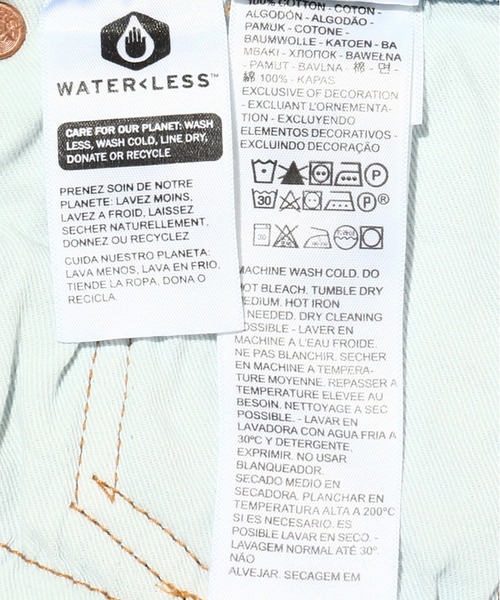 WATER<LESS™
CARE FOR OUR PLANET: WASH
LESS, WASH COLD, LINE DRY,
DONATE OR RECYCLE
PRENEZ SOIN DE NOTRE
PLANETE: LAVEZ MOINS,
LAVEZ A FROID, LAISSEZ
SECHER NATURELLEMENT,
DONNEZ OU RECYCLEZ
CUIDA NUESTRO PLANETA:
LAVA MENOS, LAVA EN FRIO,
TIENDE LA ROPA, DONA O
RECICLA.
100% COTTON - COTON -
ALGODÓN - ALGODÃO -
PAMUK - COTONE -
BAUMWOLLE - KATOEN - BA
MBAKI - ХЛОПОК - BAWEŁNA
- PAMUT - BAVLNA - 棉 - 면 -
綿 100% - KAPAS
EXCLUSIVE OF DECORATION
- EXCLUANT L'ORNEMENTA-
TION - EXCLUYENDO
ELEMENTOS DECORATIVOS -
EXCLUINDO DECORAÇÃO
P
30 P®
MACHINE WASH COLD. DO
HOT BLEACH. TUMBLE DRY
MEDIUM. HOT IRON
NEEDED. DRY CLEANING
POSSIBLE - LAVER EN
MACHINE A L'EAU FROIDE.
NE PAS BLANCHIR. SECHER
EN MACHINE A TEMPERA-
TURE MOYENNE. REPASSER A
TEMPERATURE ELEVEE AU
BESOIN. NETTOYAGE A SEC
POSSIBLE. - LAVAR EN
LAVADORA CON AGUA FRIA A
30ºC Y DETERGENTE,
EXPRIMIR. NO USAR
BLANQUEADOR.
SECADO MEDIO EN
SECADORA. PLANCHAR EN
TEMPERATURA ALTA A 200ºC
SI ES NECESARIO. ES
POSIBLE LAVAR EN SECO. -
LAVAGEM NORMAL ATÉ 30º.
NÃO
ALVEJAR. SECAGEM EM